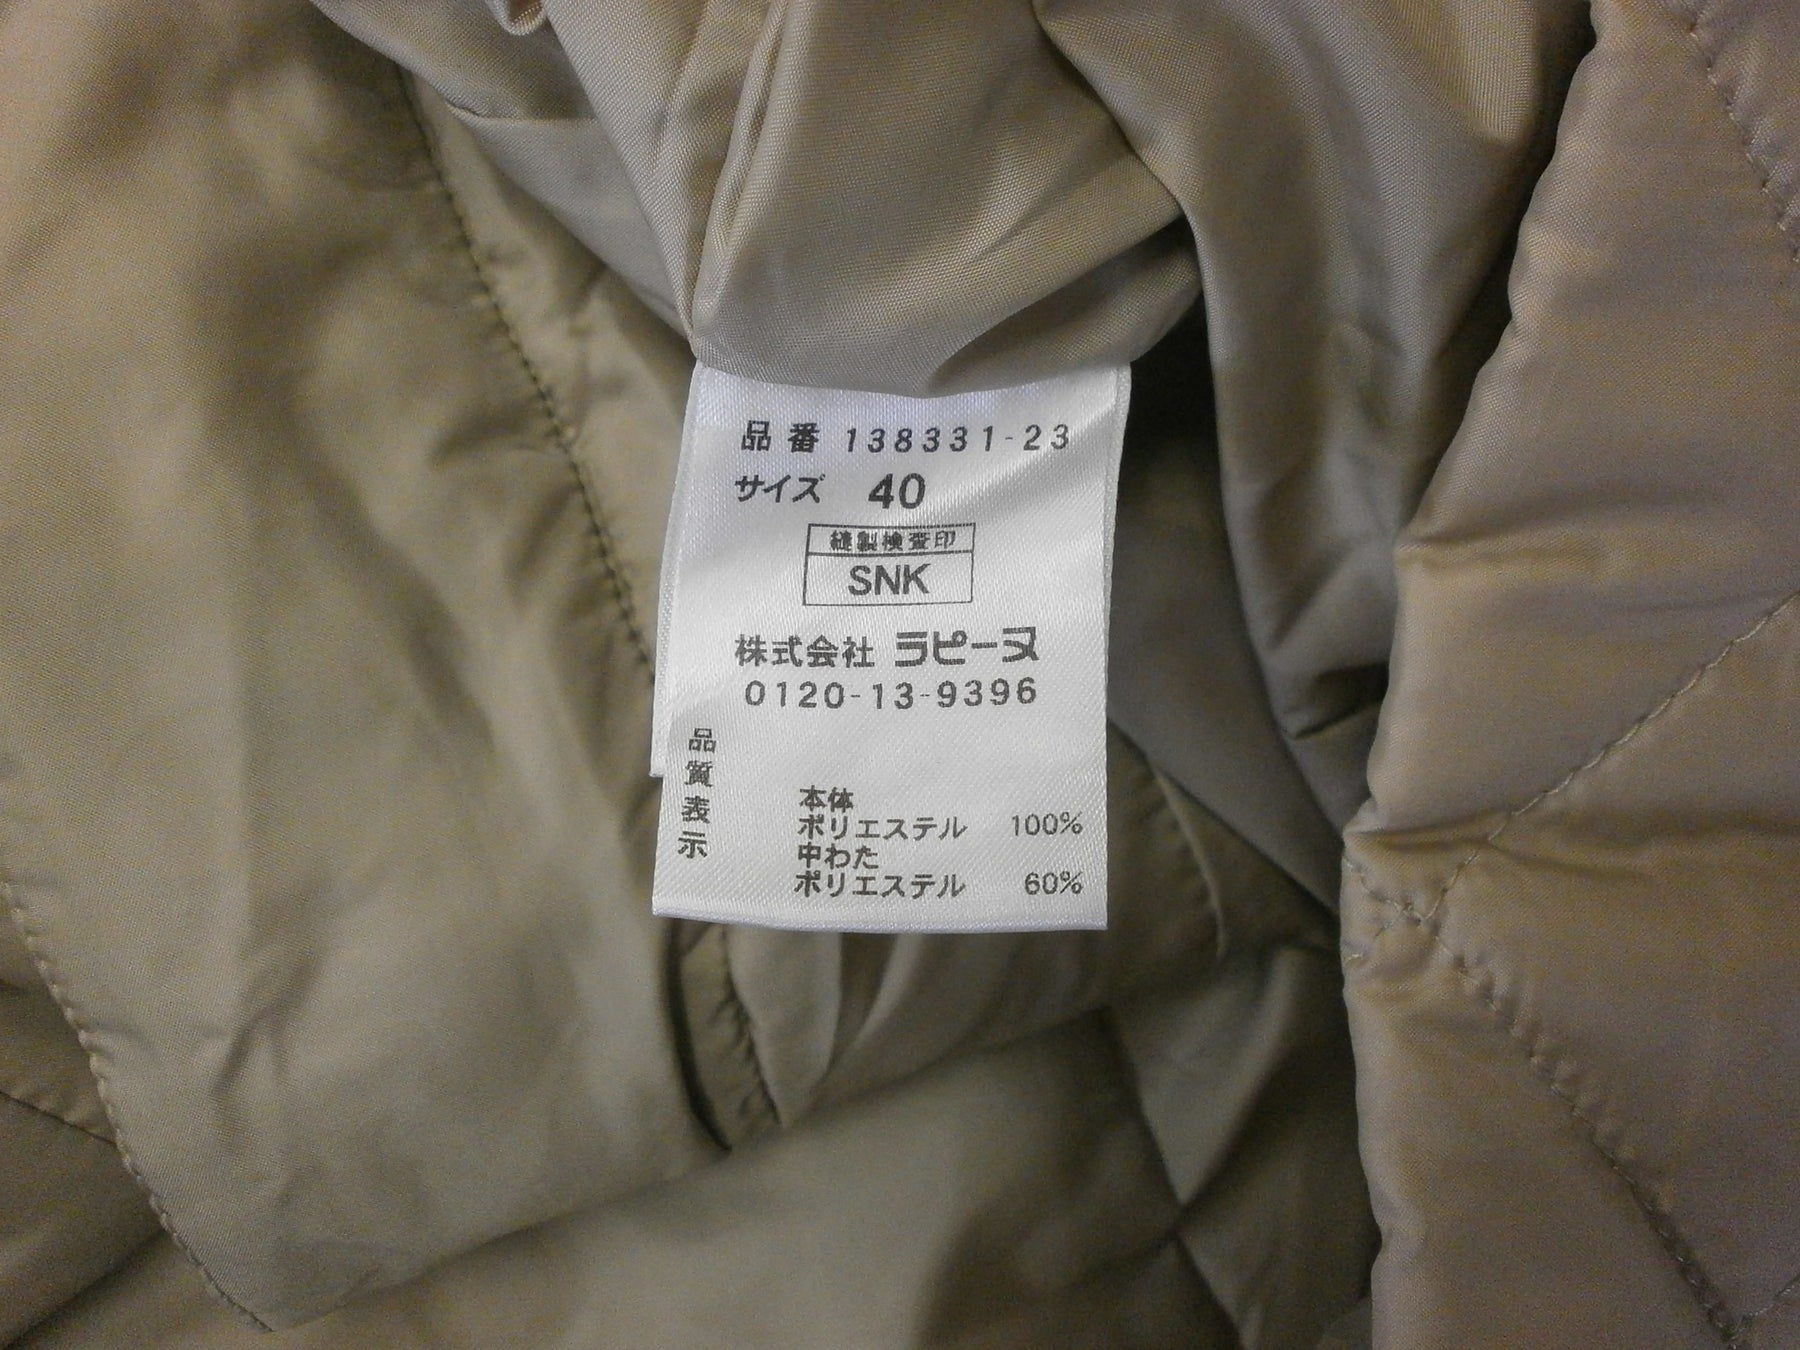 品番 138331-23
サイズ 40
縫製検査印
SNK
株式会社 ラピーヌ
0120-13-9396
品質表示
本体
ポリエステル 100%
中わた
ポリエステル 60%